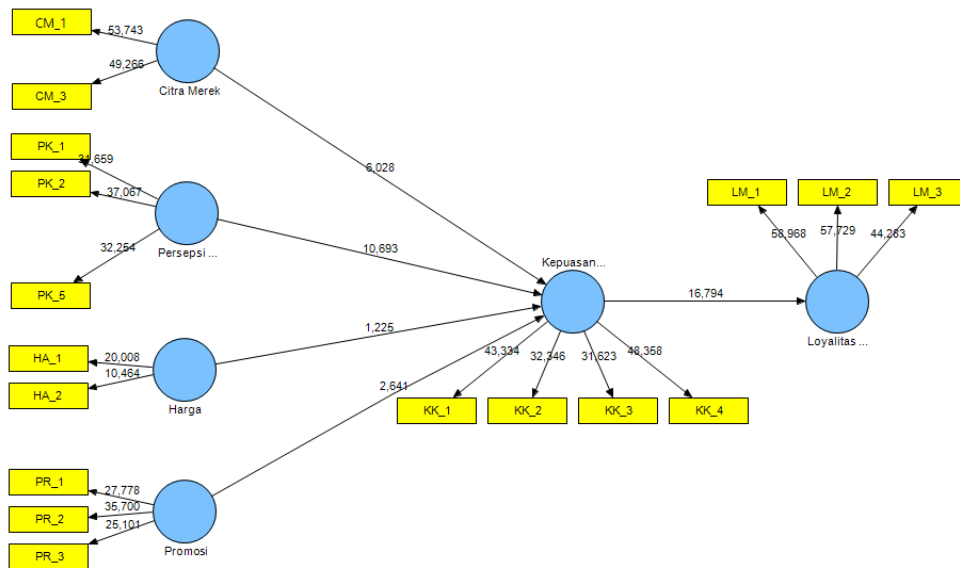 CM_1
53,743
49,266
CM_3
Citra Merek
6,028
PK_1
31,659
PK_2
37,067
32,254
PK_5
Persepsi ...
10,693
HA_1
20,008
HA_2
10,464
Harga
1,225
PR_1
27,778
PR_2
35,700
25,101
PR_3
Promosi
2,641
Kepuasan...
43,334
32,346
31,623
48,358
KK_1
KK_2
KK_3
KK_4
16,794
LM_1
LM_2
LM_3
58,968
57,729
44,263
Loyalitas ...